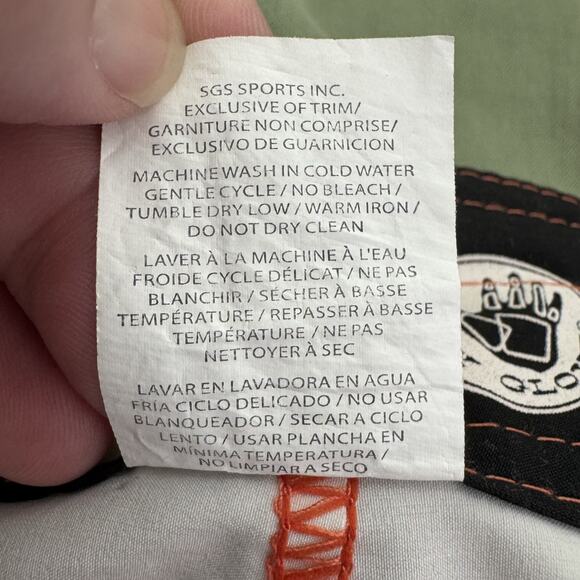 SGS SPORTS INC.
EXCLUSIVE OF TRIM/
GARNITURE NON COMPRISE/
EXCLUSIVO DE GUARNICION
MACHINE WASH IN COLD WATER
GENTLE CYCLE / NO BLEACH /
TUMBLE DRY LOW / WARM IRON /
DO NOT DRY CLEAN
LAVER À LA MACHINE À L'EAU
FROIDE CYCLE DÉLICAT / NE PAS
BLANCHIR / SÉCHER À BASSE
TEMPÉRATURE / REPASSER À BASSE
TEMPÉRATURE / NE PAS
NETTOYER À SEC
LAVAR EN LAVADORA EN AGUA
FRÍA CICLO DELICADO / NO USAR
BLANQUEADOR / SECAR A CICLO
LENTO / USAR PLANCHA EN
MÍNIMA TEMPERATURA /
NO LIMPIAR A SECO